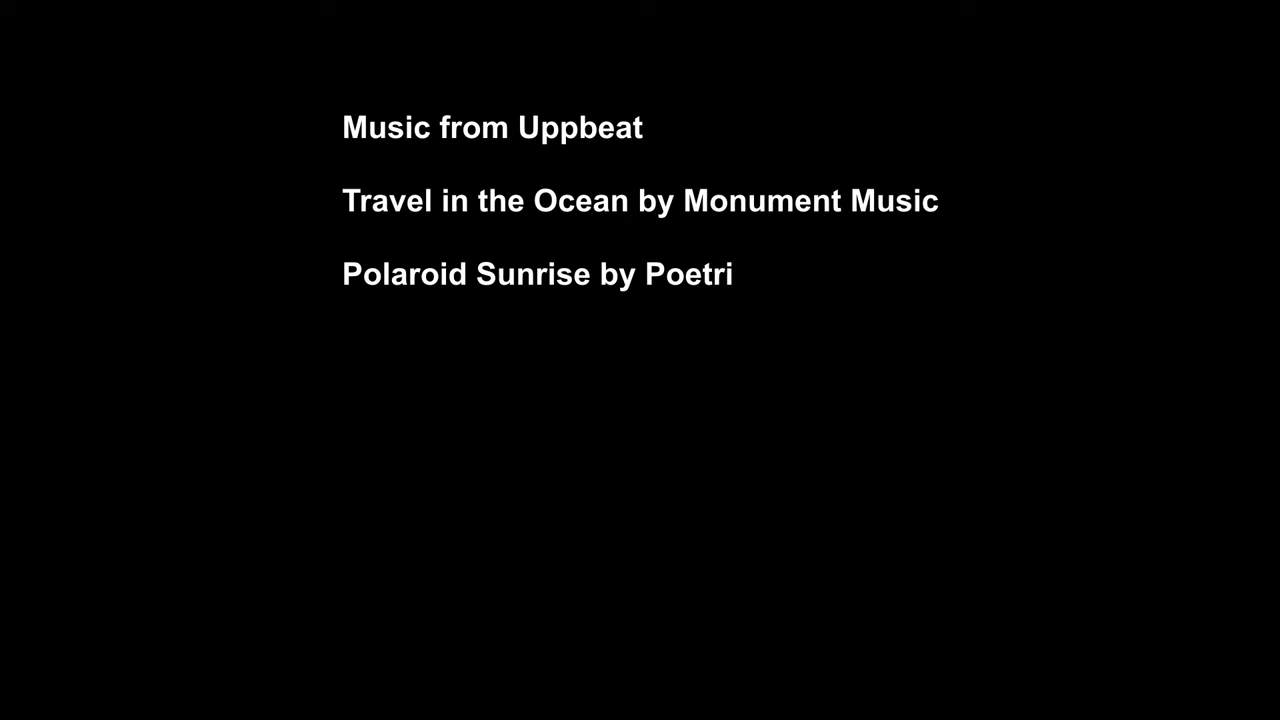 Music from Uppbeat
Travel in the Ocean by Monument Music
Polaroid Sunrise by Poetri